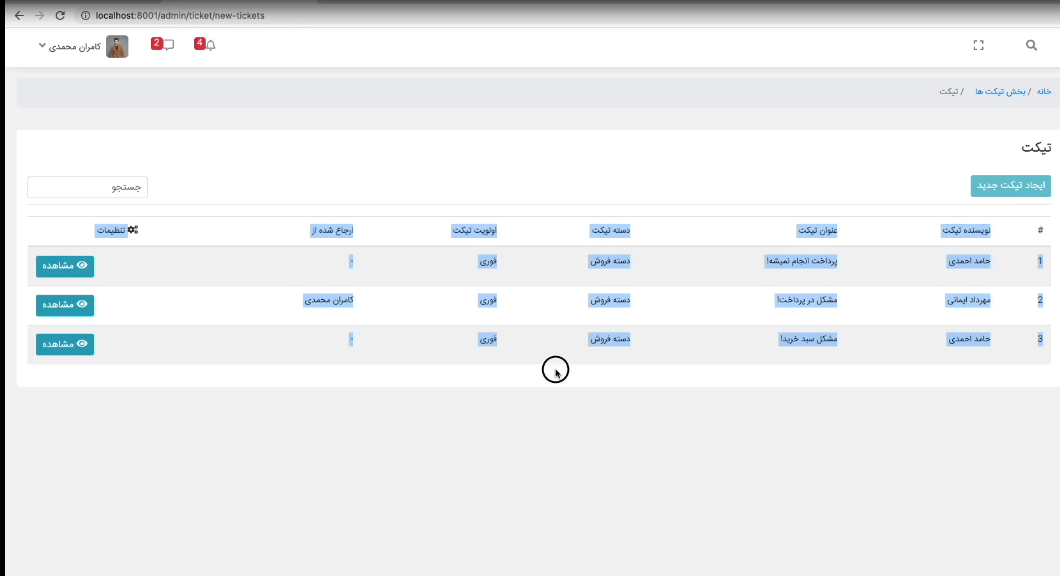 localhost:8001/admin/ticket/new-tickets
کامران محمدی 2 4
خانه / بخش تیکت ها / تیکت
تیکت
ایجاد تیکت جدید جستجو
# نویسنده تیکت عنوان تیکت دسته تیکت اولویت تیکت ارجاع شده از تنظیمات
1 حامد احمدی پرداخت انجام نمیشه! دسته فروش فوری - مشاهده
2 مهرداد ایمانی مشکل در پرداخت! دسته فروش فوری کامران محمدی مشاهده
3 حامد احمدی مشکل سبد خرید! دسته فروش فوری - مشاهده